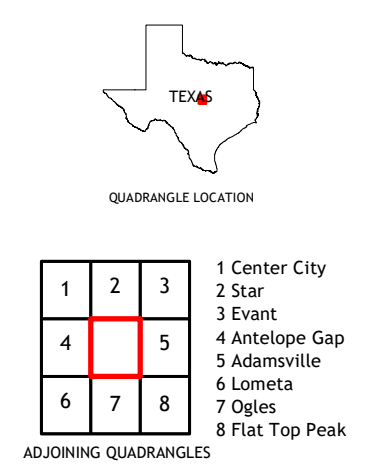 TEXAS
QUADRANGLE LOCATION
1 2 3
4 5
6 7 8
1 Center City
2 Star
3 Evant
4 Antelope Gap
5 Adamsville
6 Lometa
7 Ogles
8 Flat Top Peak
ADJOINING QUADRANGLES